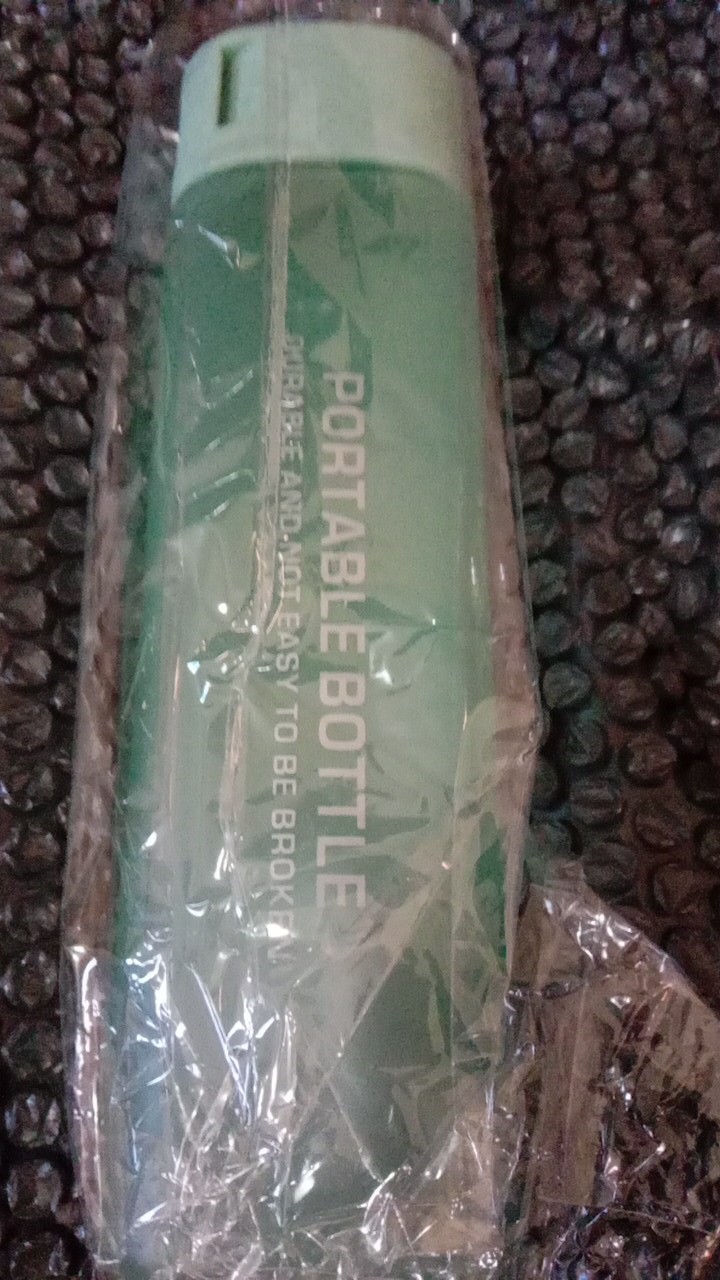 PORTABLE BOTTLE
DURABLE AND NOT EASY TO BE BROKEN